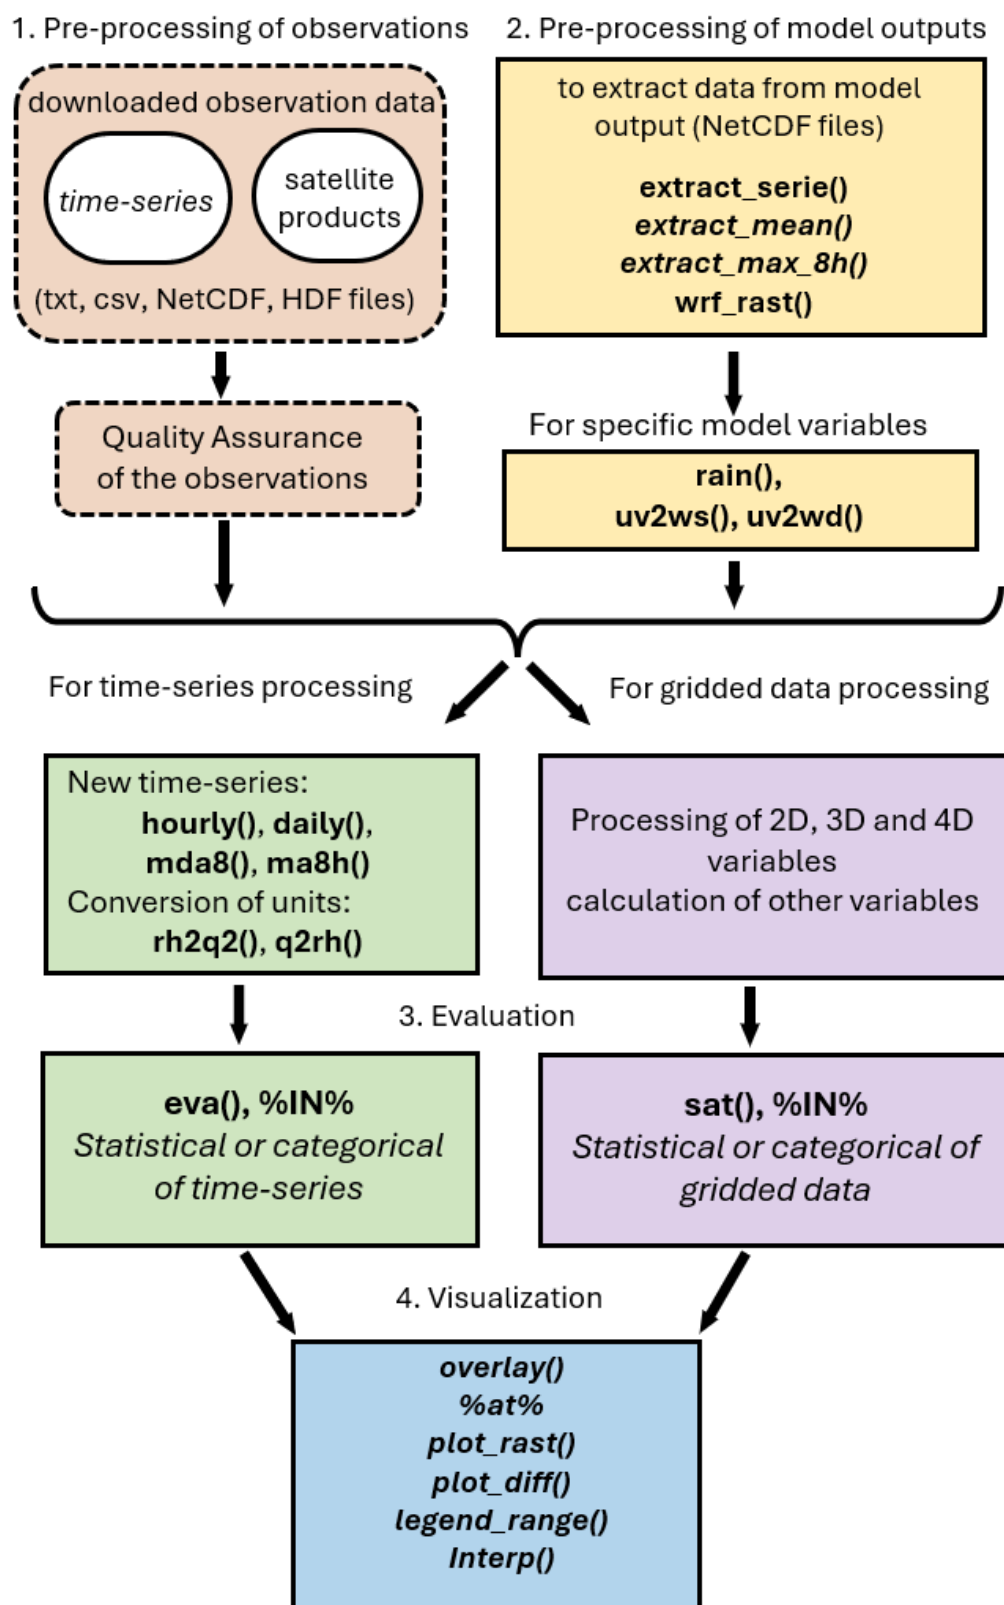 1. Pre-processing of observations
downloaded observation data
time-series
satellite
products
(txt, csv, NetCDF, HDF files)
Quality Assurance
of the observations
2. Pre-processing of model outputs
to extract data from model
output (NetCDF files)
extract_serie()
extract_mean()
extract_max_8h()
wrf_rast()
For specific model variables
rain(),
uv2ws(), uv2wd()
For time-series processing
New time-series:
hourly(), daily(),
mda8(), ma8h()
Conversion of units:
rh2q2(), q2rh()
For gridded data processing
Processing of 2D, 3D and 4D
variables
calculation of other variables
3. Evaluation
eva(), %IN%
Statistical or categorical
of time-series
sat(), %IN%
Statistical or categorical of
gridded data
4. Visualization
overlay()
%at%
plot_rast()
plot_diff()
legend_range()
Interp()